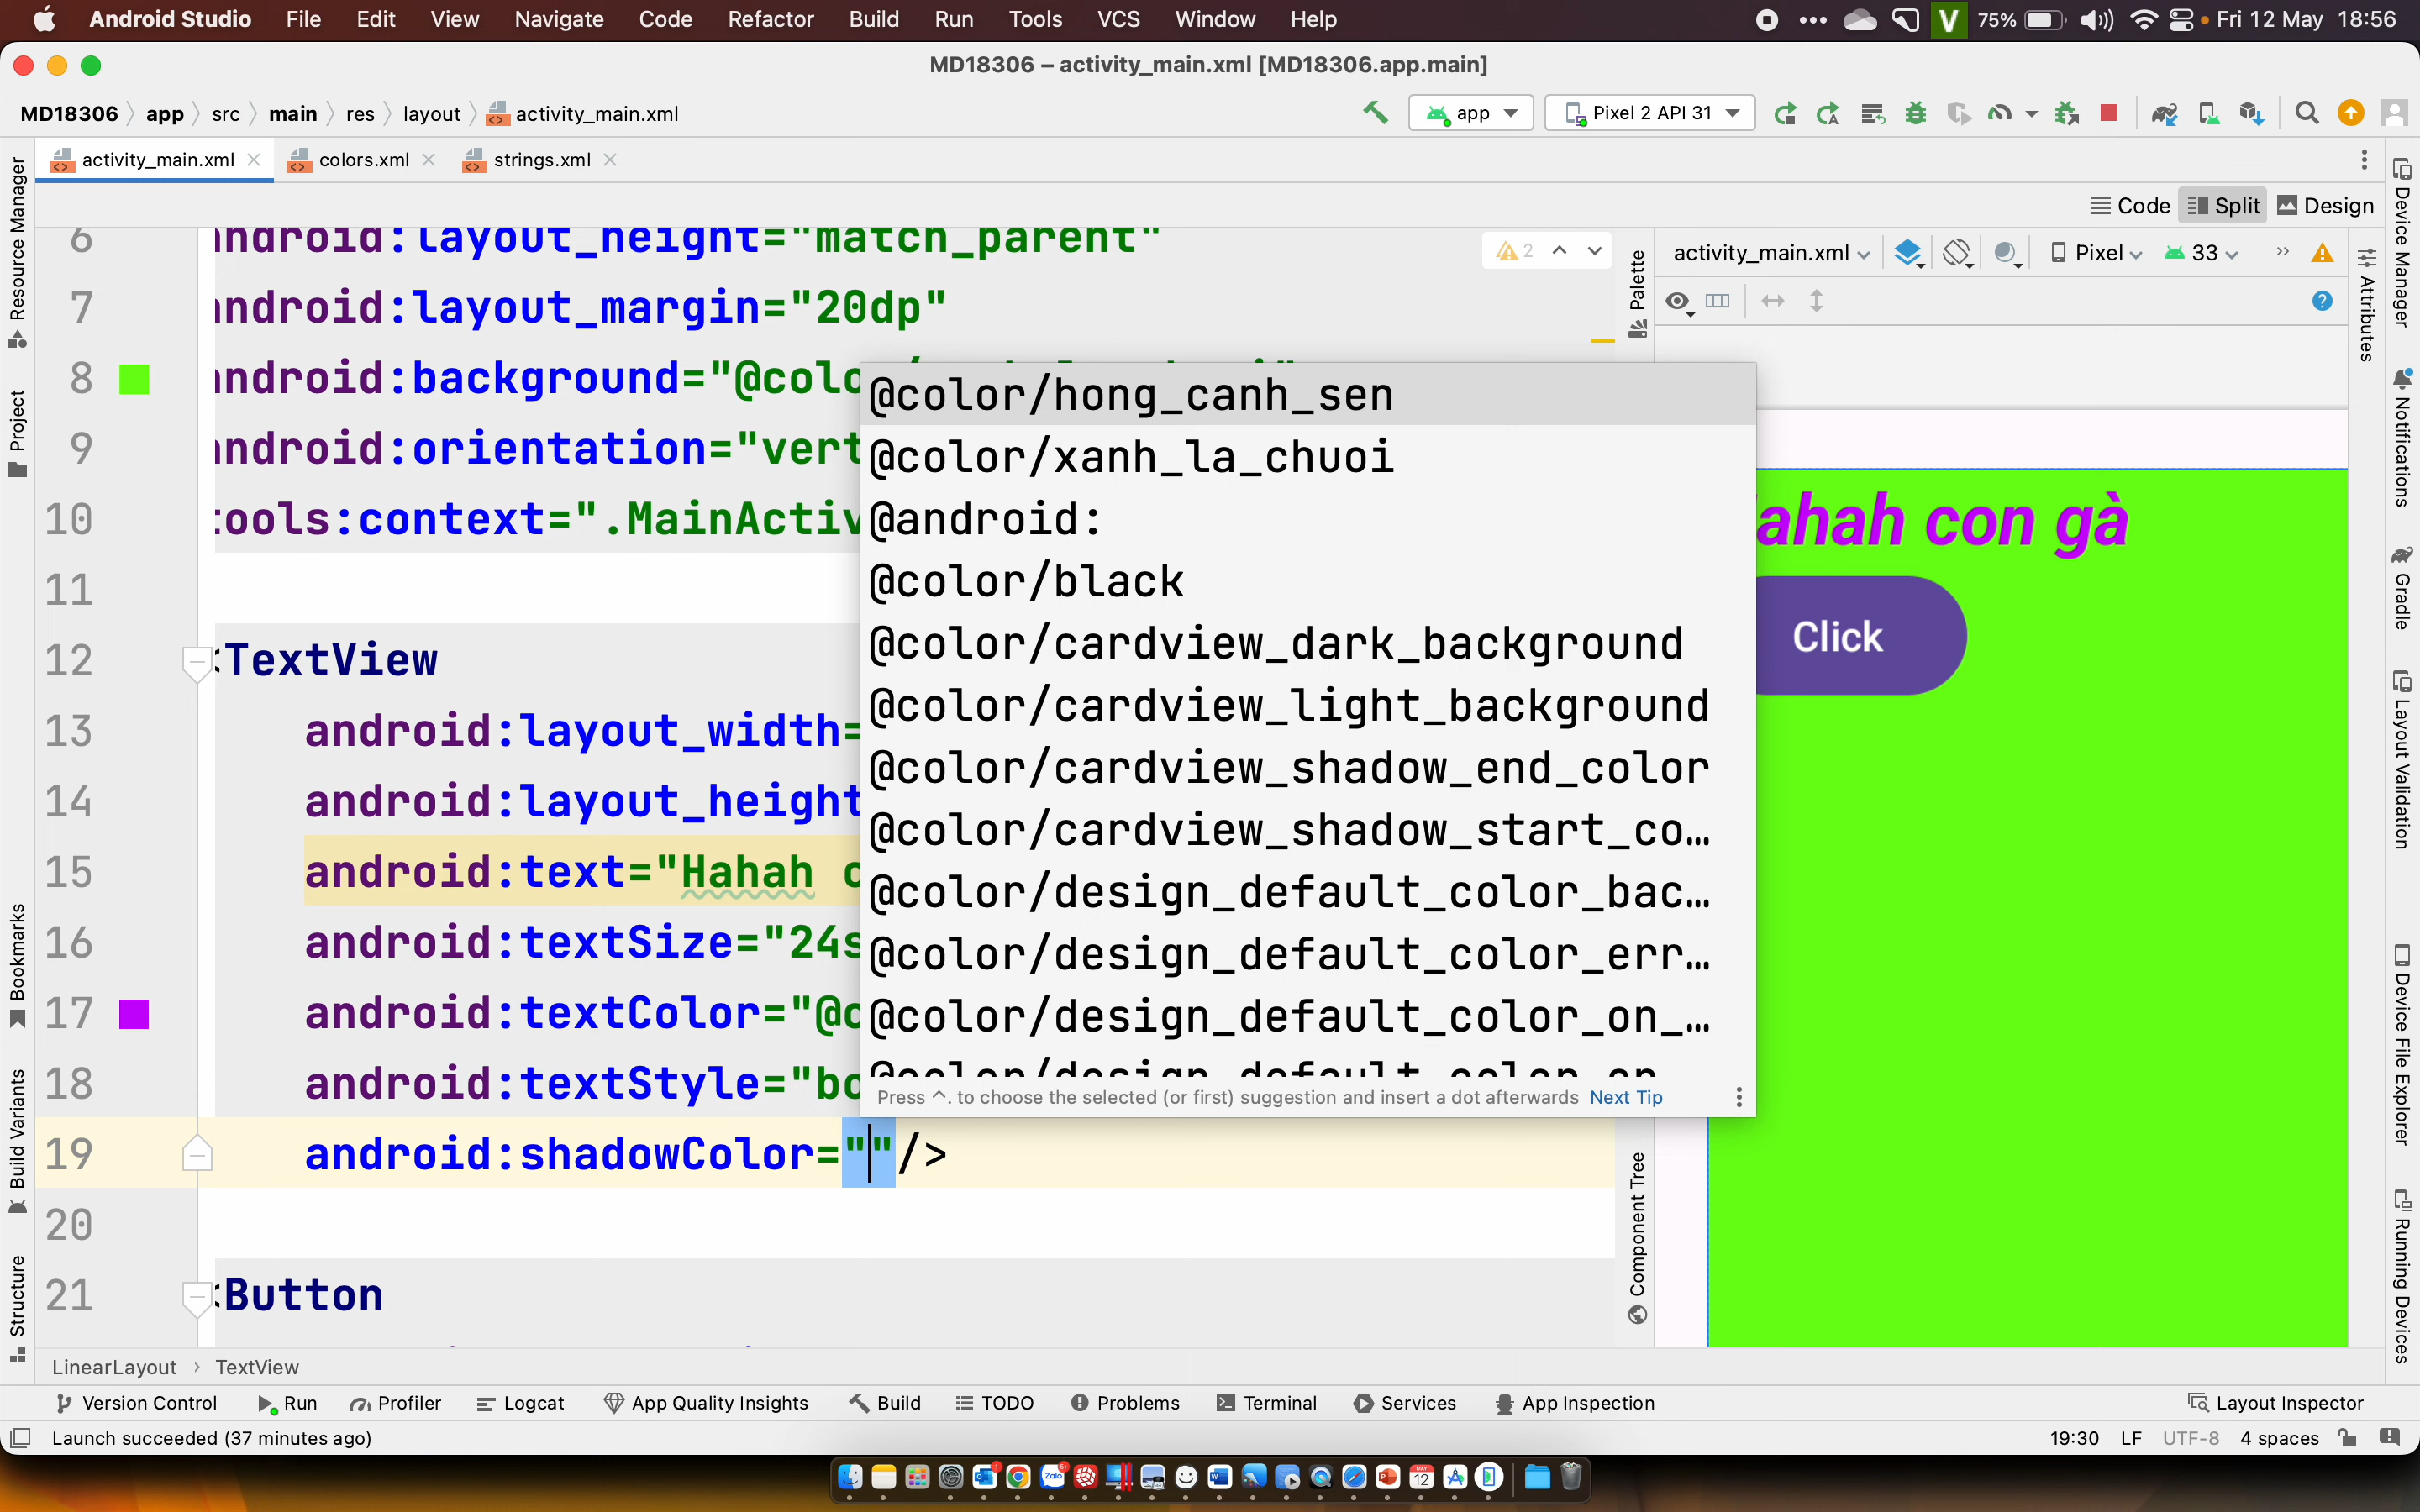 Android Studio File Edit View Navigate Code Refactor Build Run Tools VCS Window Help V 75% Fri 12 May 18:56
MD18306 – activity_main.xml [MD18306.app.main]
MD18306 app src main res layout activity_main.xml app Pixel 2 API 31
activity_main.xml colors.xml strings.xml
Code Split Design
activity_main.xml Pixel 33
2
6 android:layout_height="match_parent"
7 android:layout_margin="20dp"
8 android:background="@colo
9 android:orientation="vert
10 tools:context=".MainActiv
11
12 <TextView
13 android:layout_width=
14 android:layout_height
15 android:text="Hahah c
16 android:textSize="24s
17 android:textColor="@c
18 android:textStyle="bo
19 android:shadowColor=""/>
20
21 <Button
@color/hong_canh_sen
@color/xanh_la_chuoi
@android:
@color/black
@color/cardview_dark_background
@color/cardview_light_background
@color/cardview_shadow_end_color
@color/cardview_shadow_start_co…
@color/design_default_color_bac…
@color/design_default_color_err…
@color/design_default_color_on_…
Press ^. to choose the selected (or first) suggestion and insert a dot afterwards Next Tip
ahah con gà
Click
Resource Manager
Project
Bookmarks
Build Variants
Structure
Palette
Component Tree
Attributes
Device Manager
Notifications
Gradle
Layout Validation
Device File Explorer
Running Devices
LinearLayout › TextView
Version Control Run Profiler Logcat App Quality Insights Build TODO Problems Terminal Services App Inspection Layout Inspector
Launch succeeded (37 minutes ago) 19:30 LF UTF-8 4 spaces